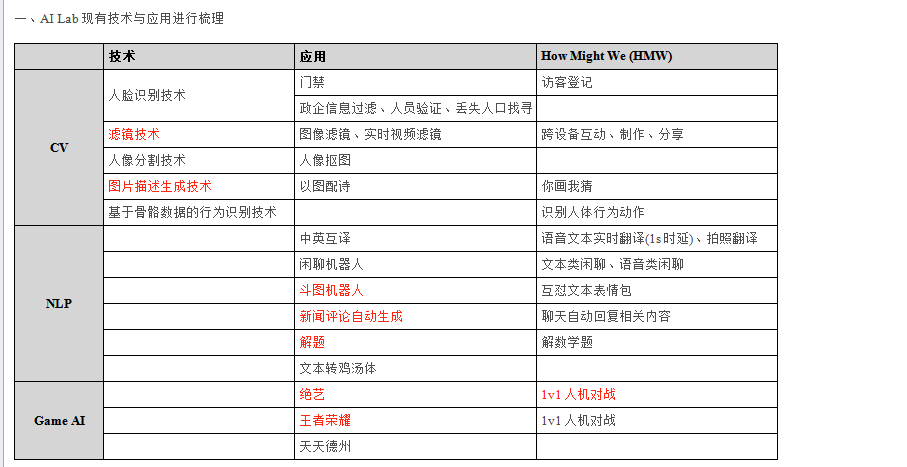 一、AI Lab 现有技术与应用进行梳理
技术 应用 How Might We (HMW)
CV
人脸识别技术 门禁 访客登记
政企信息过滤、人员验证、丢失人口找寻
滤镜技术 图像滤镜、实时视频滤镜 跨设备互动、制作、分享
人像分割技术 人像抠图
图片描述生成技术 以图配诗 你画我猜
基于骨骼数据的行为识别技术 识别人体行为动作
NLP
中英互译 语音文本实时翻译(1s时延)、拍照翻译
闲聊机器人 文本类闲聊、语音类闲聊
斗图机器人 互怼文本表情包
新闻评论自动生成 聊天自动回复相关内容
解题 解数学题
文本转鸡汤体
Game AI
绝艺 1v1 人机对战
王者荣耀 1v1 人机对战
天天德州